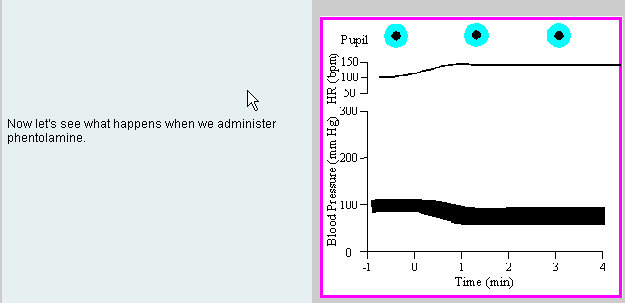 Now let's see what happens when we administer
phentolamine.
Pupil
HR (bpm)
150
100
50
Blood Pressure (mm Hg)
300
200
100
0
-1 0 1 2 3 4
Time (min)